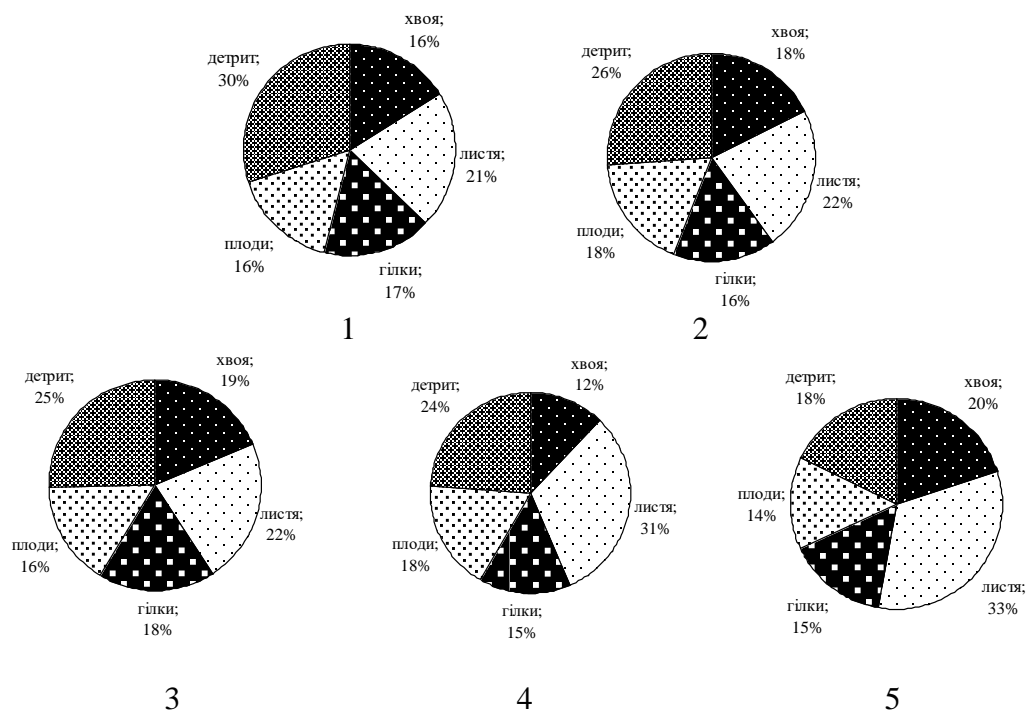 хвоя;
16%
листя;
21%
гілки;
17%
плоди;
16%
детрит;
30%
1
хвоя;
18%
листя;
22%
гілки;
16%
плоди;
18%
детрит;
26%
2
хвоя;
19%
листя;
22%
гілки;
18%
плоди;
16%
детрит;
25%
3
хвоя;
12%
листя;
31%
гілки;
15%
плоди;
18%
детрит;
24%
4
хвоя;
20%
листя;
33%
гілки;
15%
плоди;
14%
детрит;
18%
5